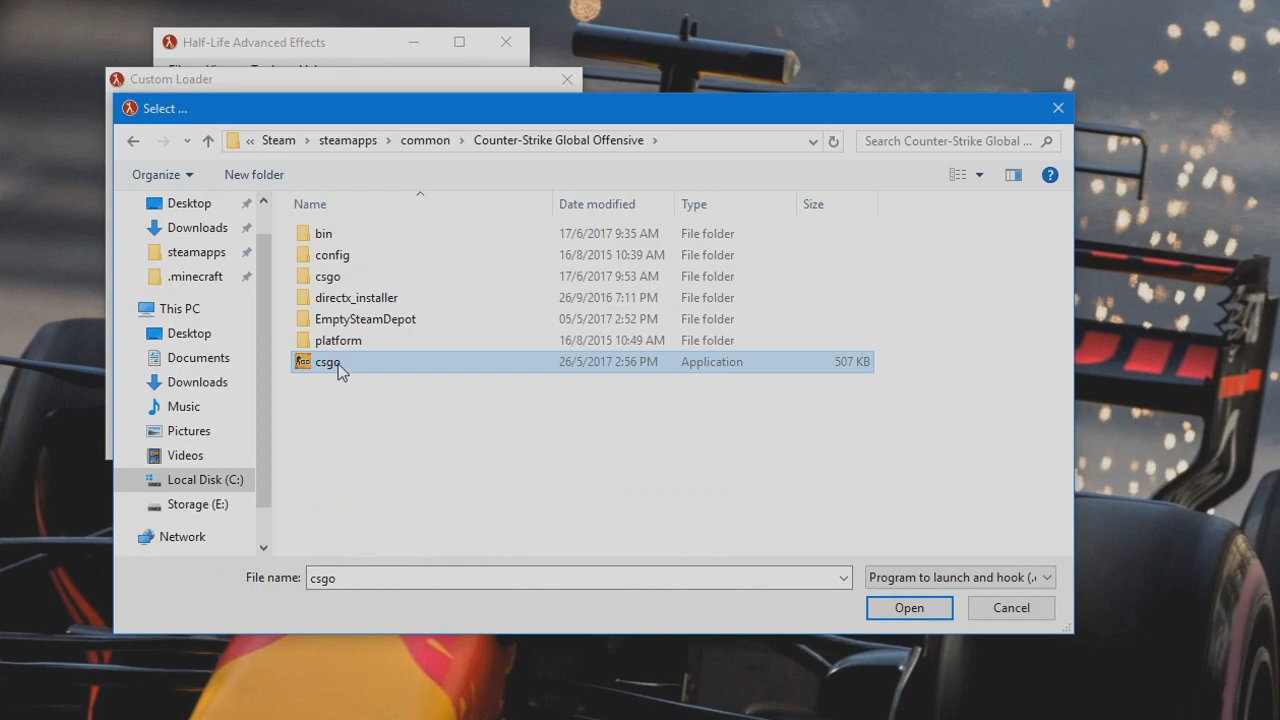 Half-Life Advanced Effects
Custom Loader
Select ...
« Steam > steamapps > common > Counter-Strike Global Offensive >
Search Counter-Strike Global ...
Organize
New folder
Desktop
Downloads
steamapps
.minecraft
This PC
Desktop
Documents
Downloads
Music
Pictures
Videos
Local Disk (C:)
Storage (E:)
Network
Name Date modified Type Size
bin 17/6/2017 9:35 AM File folder
config 16/8/2015 10:39 AM File folder
csgo 17/6/2017 9:53 AM File folder
directx_installer 26/9/2016 7:11 PM File folder
EmptySteamDepot 05/5/2017 2:52 PM File folder
platform 16/8/2015 10:49 AM File folder
csgo 26/5/2017 2:56 PM Application 507 KB
File name: csgo
Program to launch and hook (.
Open
Cancel